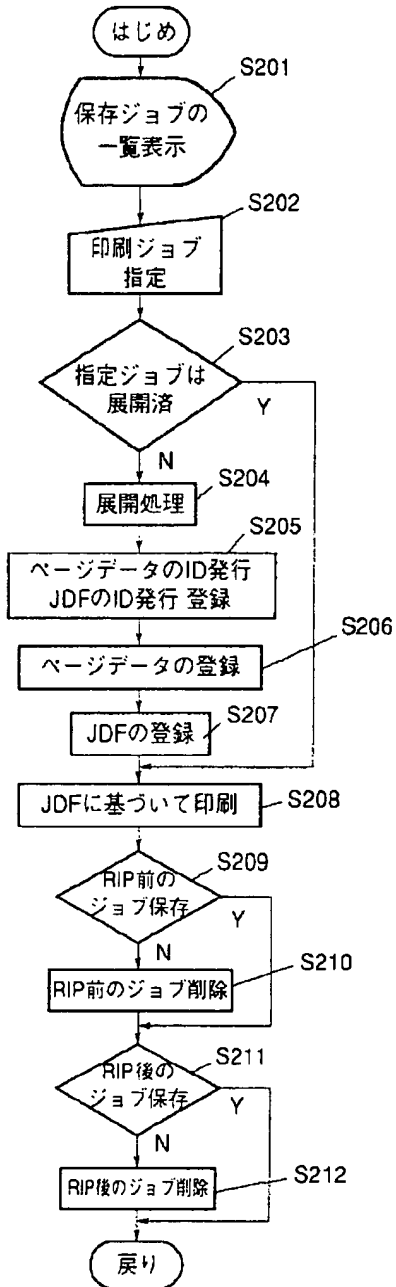 はじめ
S201
保存ジョブの
一覧表示
S202
印刷ジョブ
指定
S203
指定ジョブは
展開済
Y
N
S204
展開処理
S205
ページデータのID発行
JDFのID発行 登録
S206
ページデータの登録
S207
JDFの登録
S208
JDFに基づいて印刷
S209
RIP前の
ジョブ保存
Y
N
S210
RIP前のジョブ削除
S211
RIP後の
ジョブ保存
Y
N
S212
RIP後のジョブ削除
戻り